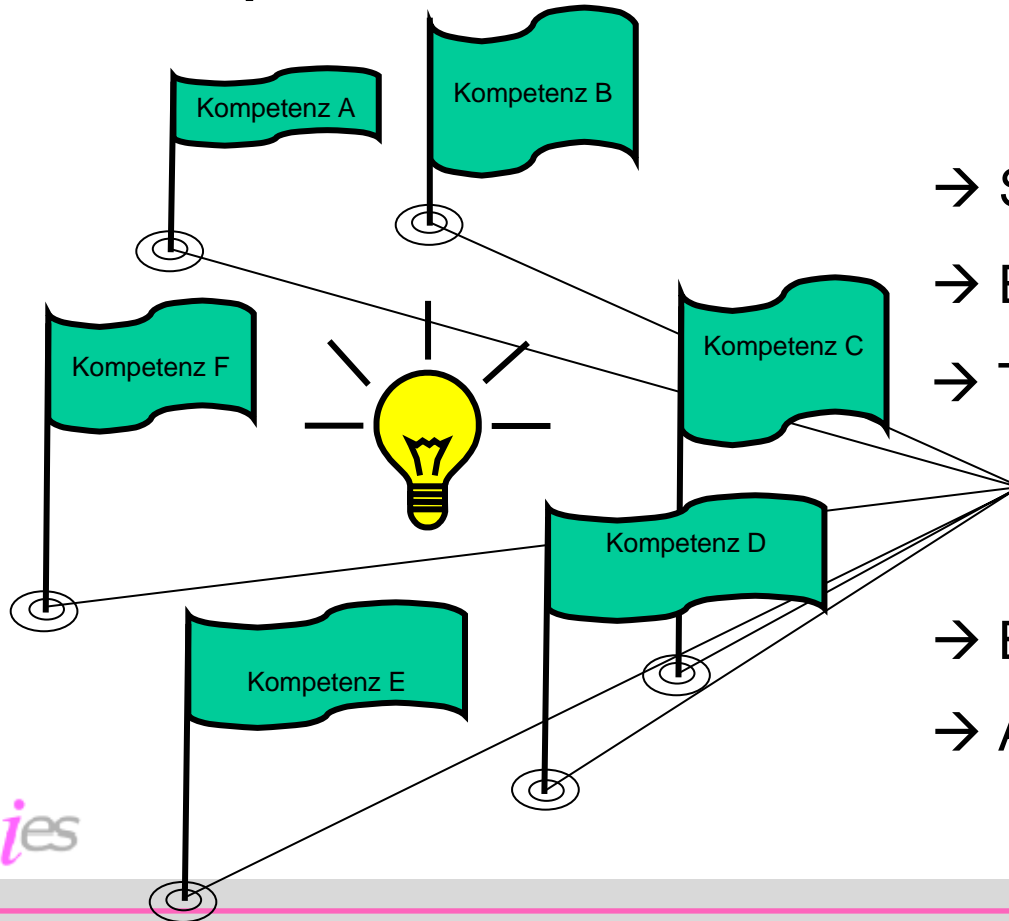 Kompetenz A
Kompetenz B
→ S
→ E
Kompetenz C
Kompetenz F
→ T
Kompetenz D
→ E
Kompetenz E
→ A
ies